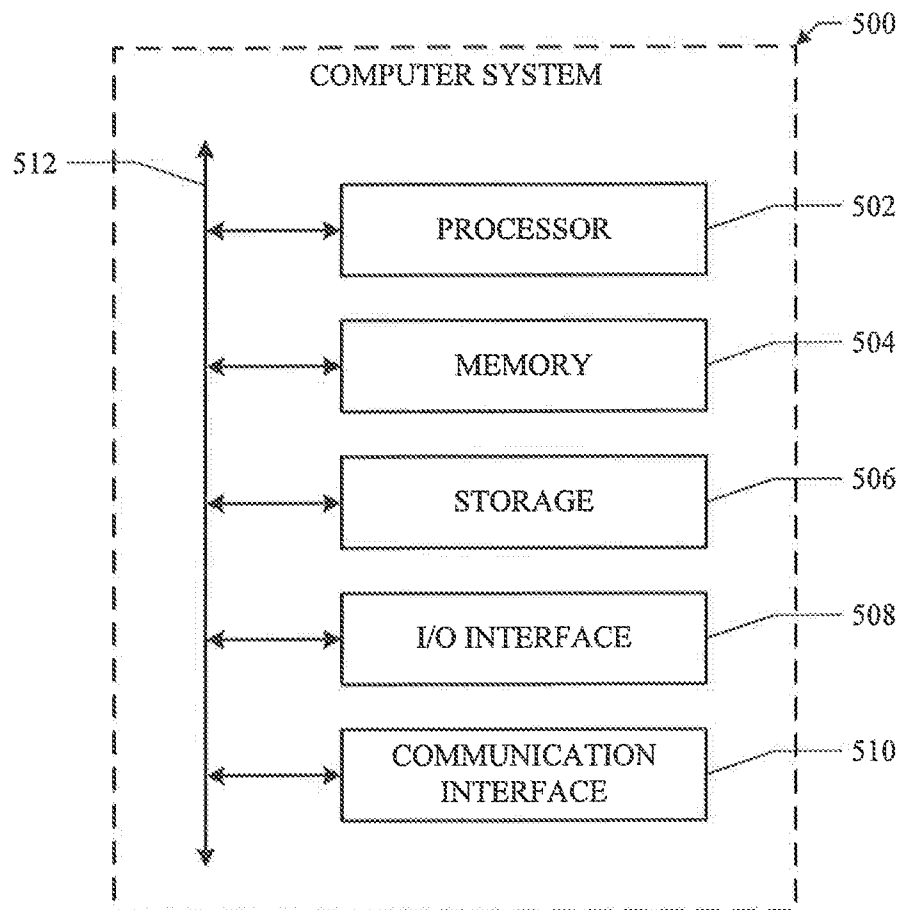 500
COMPUTER SYSTEM
512
PROCESSOR
502
MEMORY
504
STORAGE
506
I/O INTERFACE
508
COMMUNICATION
INTERFACE
510